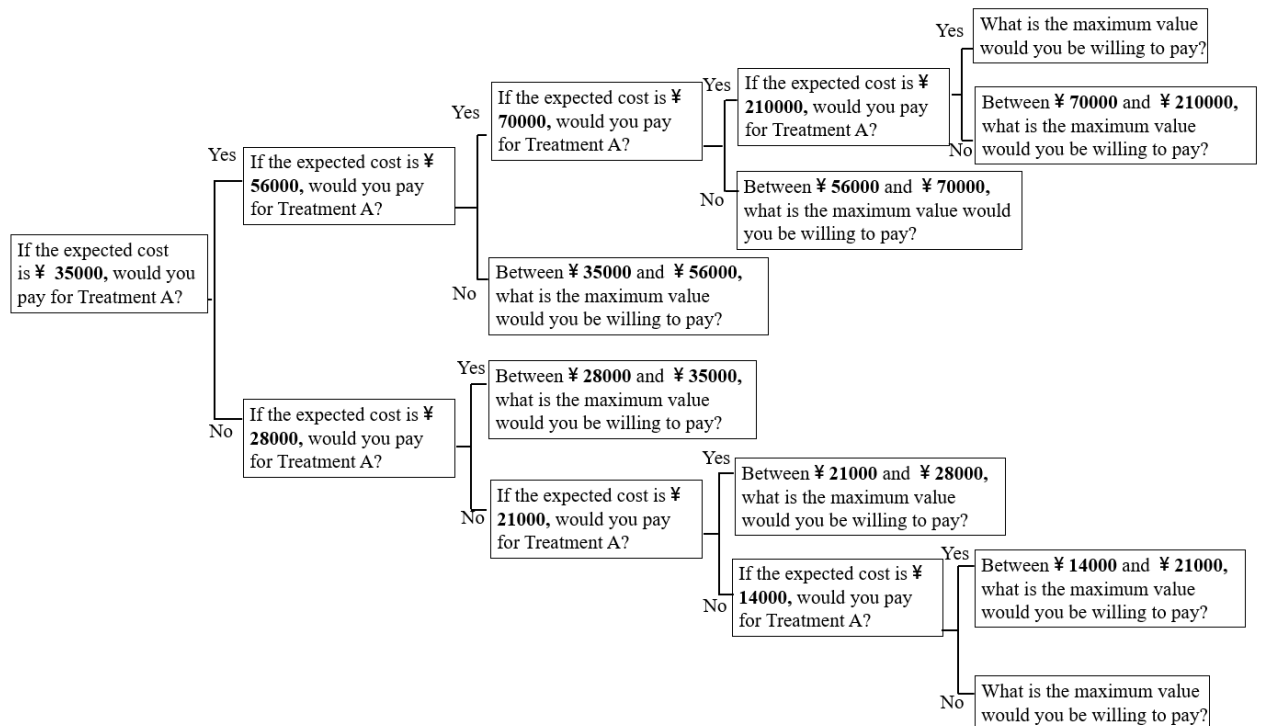 What is the maximum value
would you be willing to pay?
Yes
If the expected cost is ¥
210000, would you pay
for Treatment A?
Yes
Between ¥ 70000 and ¥ 210000,
what is the maximum value
would you be willing to pay?
No
If the expected cost is ¥
70000, would you pay
for Treatment A?
Yes
Between ¥ 56000 and ¥ 70000,
what is the maximum value would
you be willing to pay?
No
If the expected cost is ¥
56000, would you pay
for Treatment A?
Yes
Between ¥ 35000 and ¥ 56000,
what is the maximum value
would you be willing to pay?
No
If the expected cost
is ¥ 35000, would you
pay for Treatment A?
Yes
Between ¥ 28000 and ¥ 35000,
what is the maximum value
would you be willing to pay?
No
If the expected cost is ¥
28000, would you pay
for Treatment A?
Yes
Between ¥ 21000 and ¥ 28000,
what is the maximum value
would you be willing to pay?
No
If the expected cost is ¥
21000, would you pay
for Treatment A?
Yes
Between ¥ 14000 and ¥ 21000,
what is the maximum value
would you be willing to pay?
No
If the expected cost is ¥
14000, would you pay
for Treatment A?
No
What is the maximum value
would you be willing to pay?